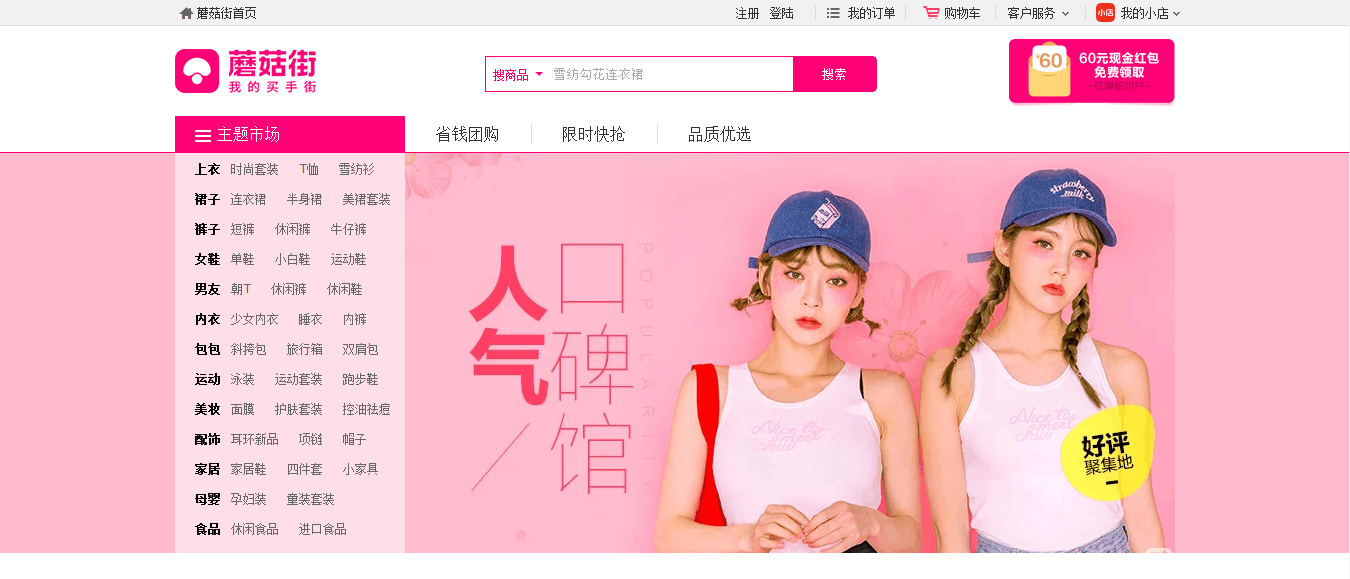 蘑菇街首页 注册 登陆 我的订单 购物车 客户服务 小店 我的小店
蘑菇街
我的买手街
搜商品 雪纺勾花连衣裙 搜索
¥60 60元现金红包
免费领取
~仅限新用户~
主题市场 省钱团购 限时快抢 品质优选
上衣 时尚套装 T恤 雪纺衫
裙子 连衣裙 半身裙 美裙套装
裤子 短裤 休闲裤 牛仔裤
女鞋 单鞋 小白鞋 运动鞋
男友 朝T 休闲裤 休闲鞋
内衣 少女内衣 睡衣 内裤
包包 斜挎包 旅行箱 双肩包
运动 泳装 运动套装 跑步鞋
美妆 面膜 护肤套装 控油祛痘
配饰 耳环新品 项链 帽子
家居 家居鞋 四件套 小家具
母婴 孕妇装 童装套装
食品 休闲食品 进口食品
人气
口碑馆
POPULARITY
strawberry
milk
Nice to
meet
chuu
Nice to
meet
chuu
好评
聚集地